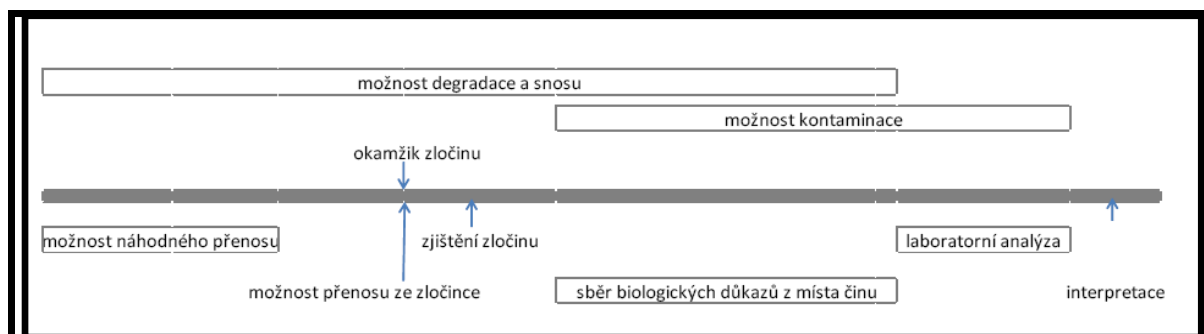 možnost degradace a snosu
možnost kontaminace
okamžik zločinu
možnost náhodného přenosu
zjištění zločinu
laboratorní analýza
možnost přenosu ze zločince
sběr biologických důkazů z místa činu
interpretace